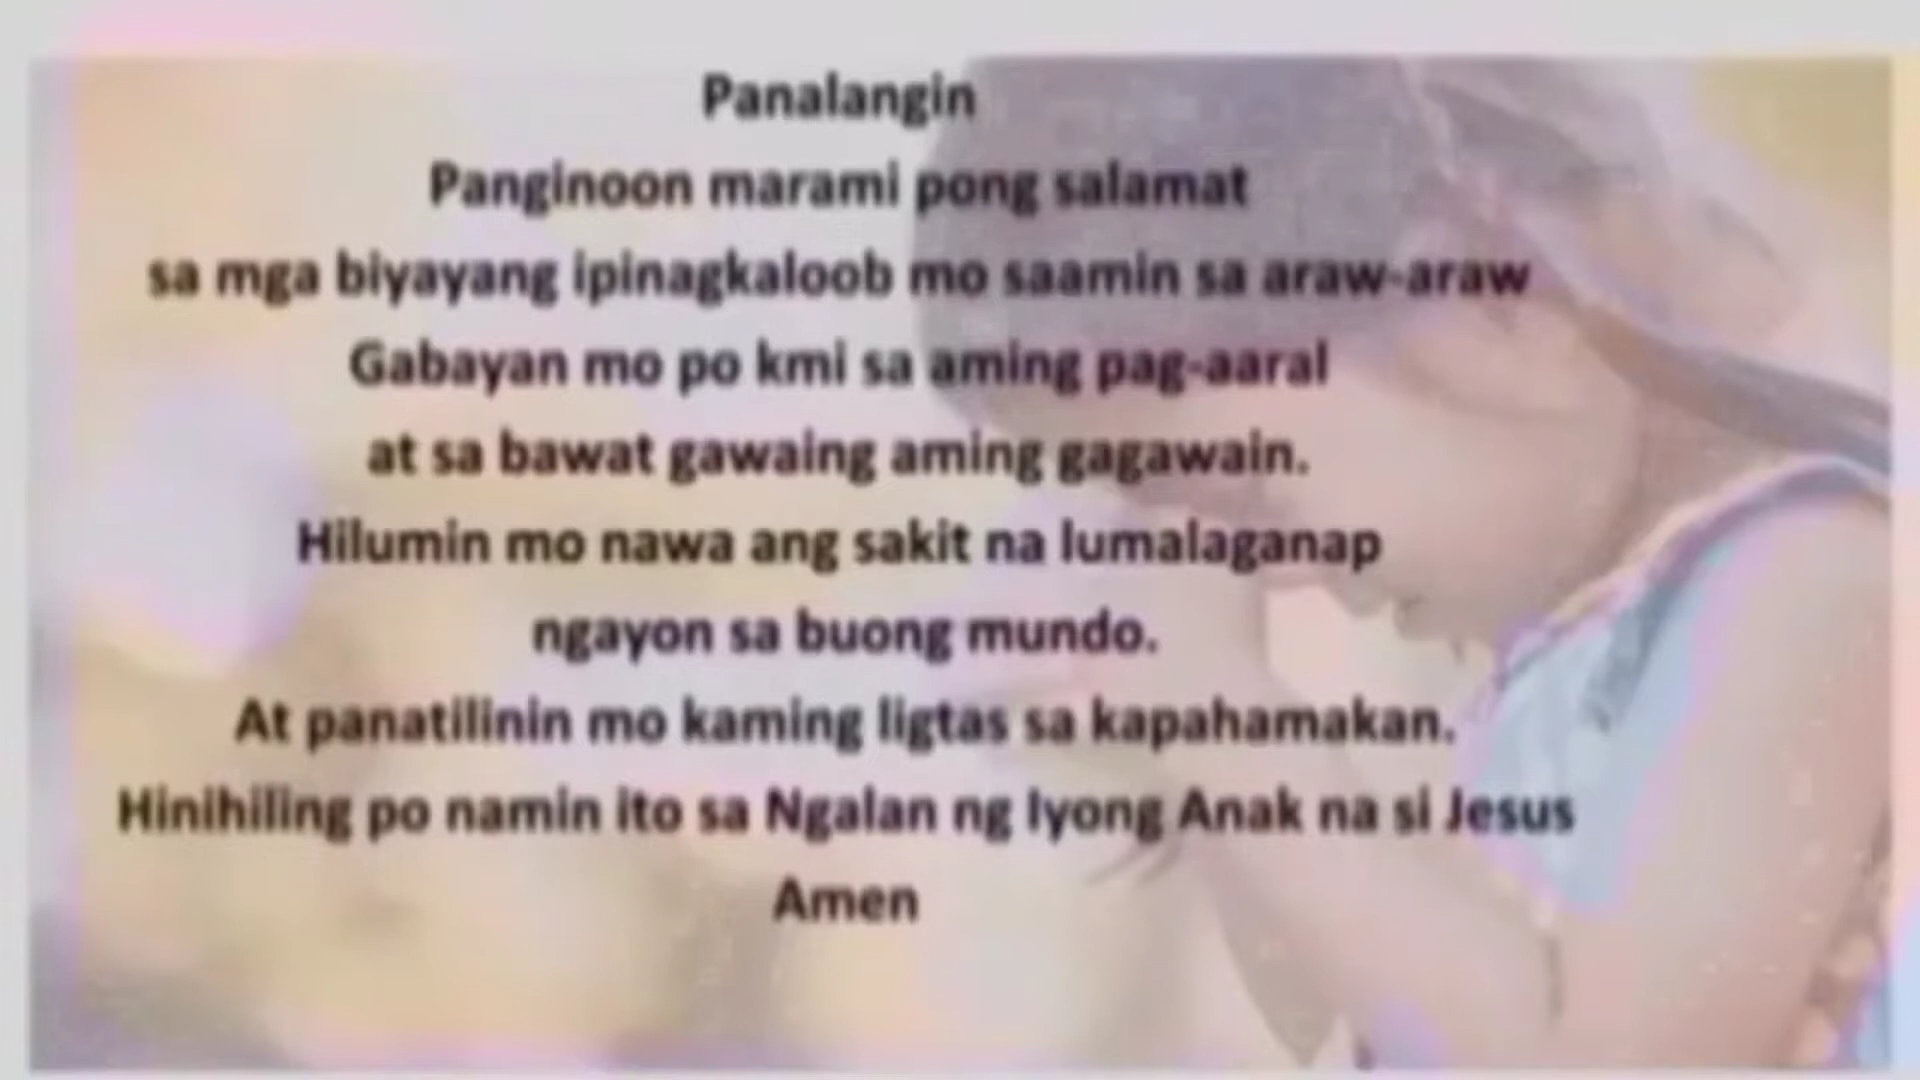 Panalangin
Panginoon marami pong salamat
sa mga biyayang ipinagkaloob mo saamin sa araw-araw
Gabayan mo po kmi sa aming pag-aaral
at sa bawat gawaing aming gagawain.
Hilumin mo nawa ang sakit na lumalaganap
ngayon sa buong mundo.
At panatilinin mo kaming ligtas sa kapahamakan.
Hinihiling po namin ito sa Ngalan ng Iyong Anak na si Jesus
Amen